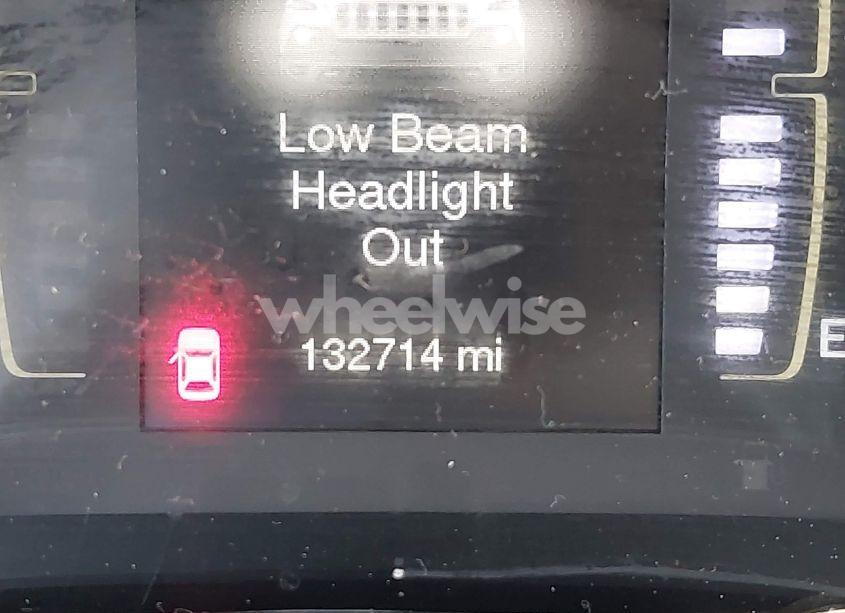 Low Beam
Headlight
Out
wheelwise
132714 mi
E